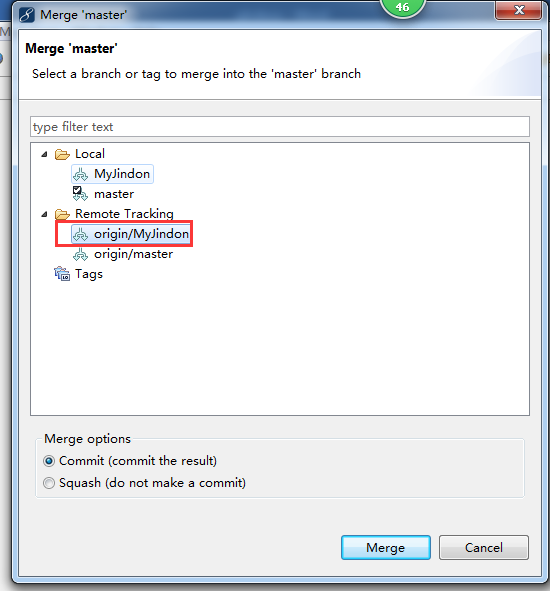 46
Merge 'master'
Merge 'master'
Select a branch or tag to merge into the 'master' branch
type filter text
Local
MyJindon
master
Remote Tracking
origin/MyJindon
origin/master
Tags
Merge options
Commit (commit the result)
Squash (do not make a commit)
Merge Cancel